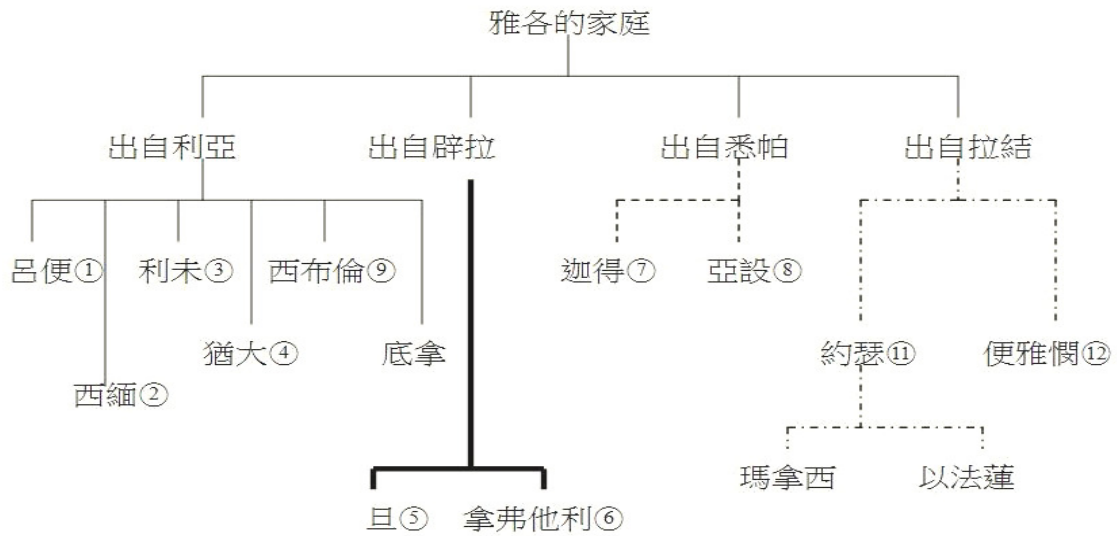 雅各的家庭
出自利亞 出自辟拉 出自悉帕 出自拉結
呂便① 利未③ 西布倫⑨ 迦得⑦ 亞設⑧
猶大④ 底拿 約瑟⑪ 便雅憫⑫
西緬②
瑪拿西 以法蓮
旦⑤ 拿弗他利⑥